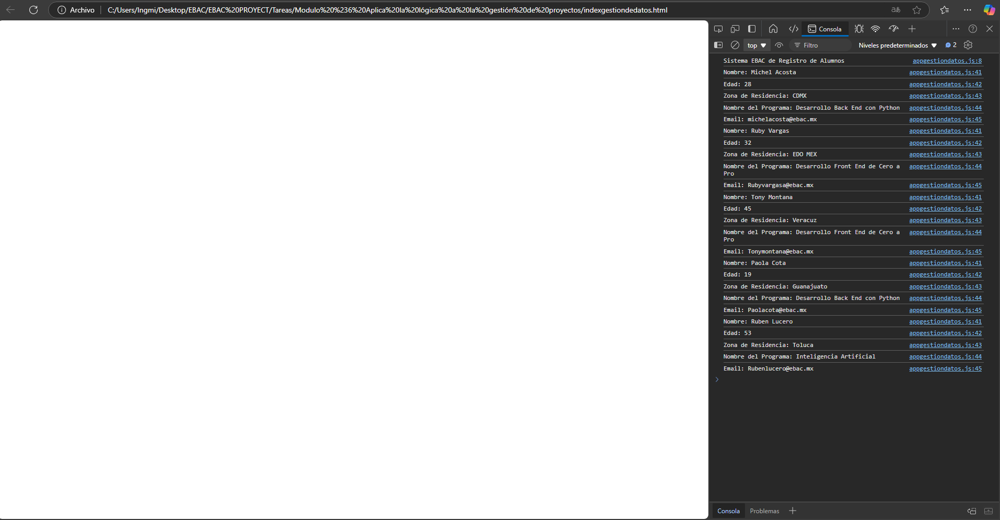 Archivo C:/Users/Ingmi/Desktop/EBAC/EBAC%20PROYECT/Tareas/Modulo%20%236%20Aplica%20la%20lógica%20a%20la%20gestión%20de%20proyectos/indexgestiondedatos.html
Consola
top Filtro Niveles predeterminados 2
Sistema EBAC de Registro de Alumnos appgestiondatos.js:8
Nombre: Michel Acosta appgestiondatos.js:41
Edad: 28 appgestiondatos.js:42
Zona de Residencia: CDMX appgestiondatos.js:43
Nombre del Programa: Desarrollo Back End con Python appgestiondatos.js:44
Email: michelacosta@ebac.mx appgestiondatos.js:45
Nombre: Ruby Vargas appgestiondatos.js:41
Edad: 32 appgestiondatos.js:42
Zona de Residencia: EDO MEX appgestiondatos.js:43
Nombre del Programa: Desarrollo Front End de Cero a appgestiondatos.js:44
Pro
Email: Rubyvargasa@ebac.mx appgestiondatos.js:45
Nombre: Tony Montana appgestiondatos.js:41
Edad: 45 appgestiondatos.js:42
Zona de Residencia: Veracuz appgestiondatos.js:43
Nombre del Programa: Desarrollo Front End de Cero a appgestiondatos.js:44
Pro
Email: Tonymontana@ebac.mx appgestiondatos.js:45
Nombre: Paola Cota appgestiondatos.js:41
Edad: 19 appgestiondatos.js:42
Zona de Residencia: Guanajuato appgestiondatos.js:43
Nombre del Programa: Desarrollo Back End con Python appgestiondatos.js:44
Email: Paolacota@ebac.mx appgestiondatos.js:45
Nombre: Ruben Lucero appgestiondatos.js:41
Edad: 53 appgestiondatos.js:42
Zona de Residencia: Toluca appgestiondatos.js:43
Nombre del Programa: Inteligencia Artificial appgestiondatos.js:44
Email: Rubenlucero@ebac.mx appgestiondatos.js:45
Consola Problemas